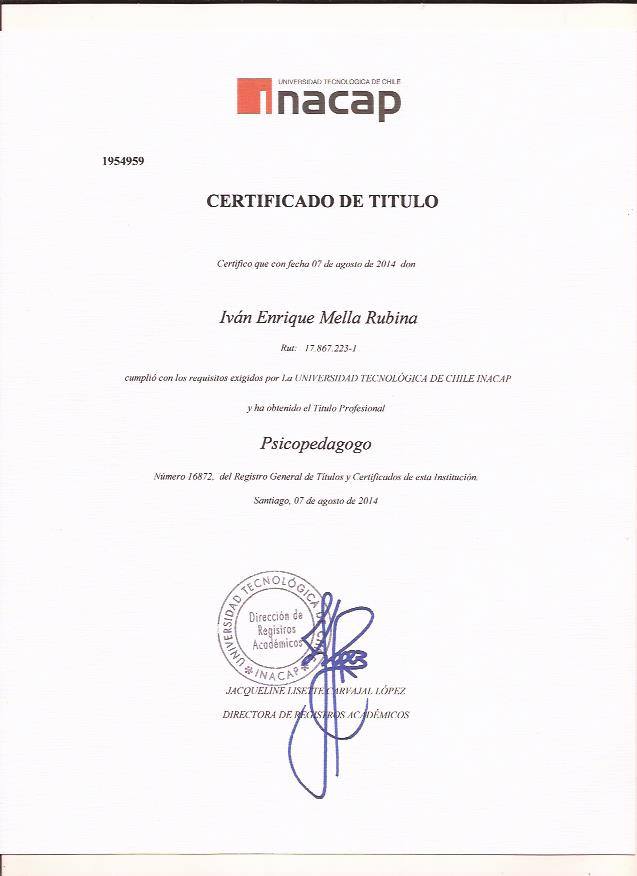 UNIVERSIDAD TECNOLOGICA DE CHILE
inacap
1954959
CERTIFICADO DE TITULO
Certifico que con fecha 07 de agosto de 2014 don
Iván Enrique Mella Rubina
Rut: 17.867.223-1
cumplió con los requisitos exigidos por La UNIVERSIDAD TECNOLÓGICA DE CHILE INACAP
y ha obtenido el Titulo Profesional
Psicopedagogo
Número 16872, del Registro General de Títulos y Certificados de esta Institución.
Santiago, 07 de agosto de 2014
UNIVERSIDAD TECNOLÓGICA DE CHILE
Dirección de
Registros
Académicos
INACAP
JACQUELINE LISETTE CARVAJAL LÓPEZ
DIRECTORA DE REGISTROS ACADÉMICOS